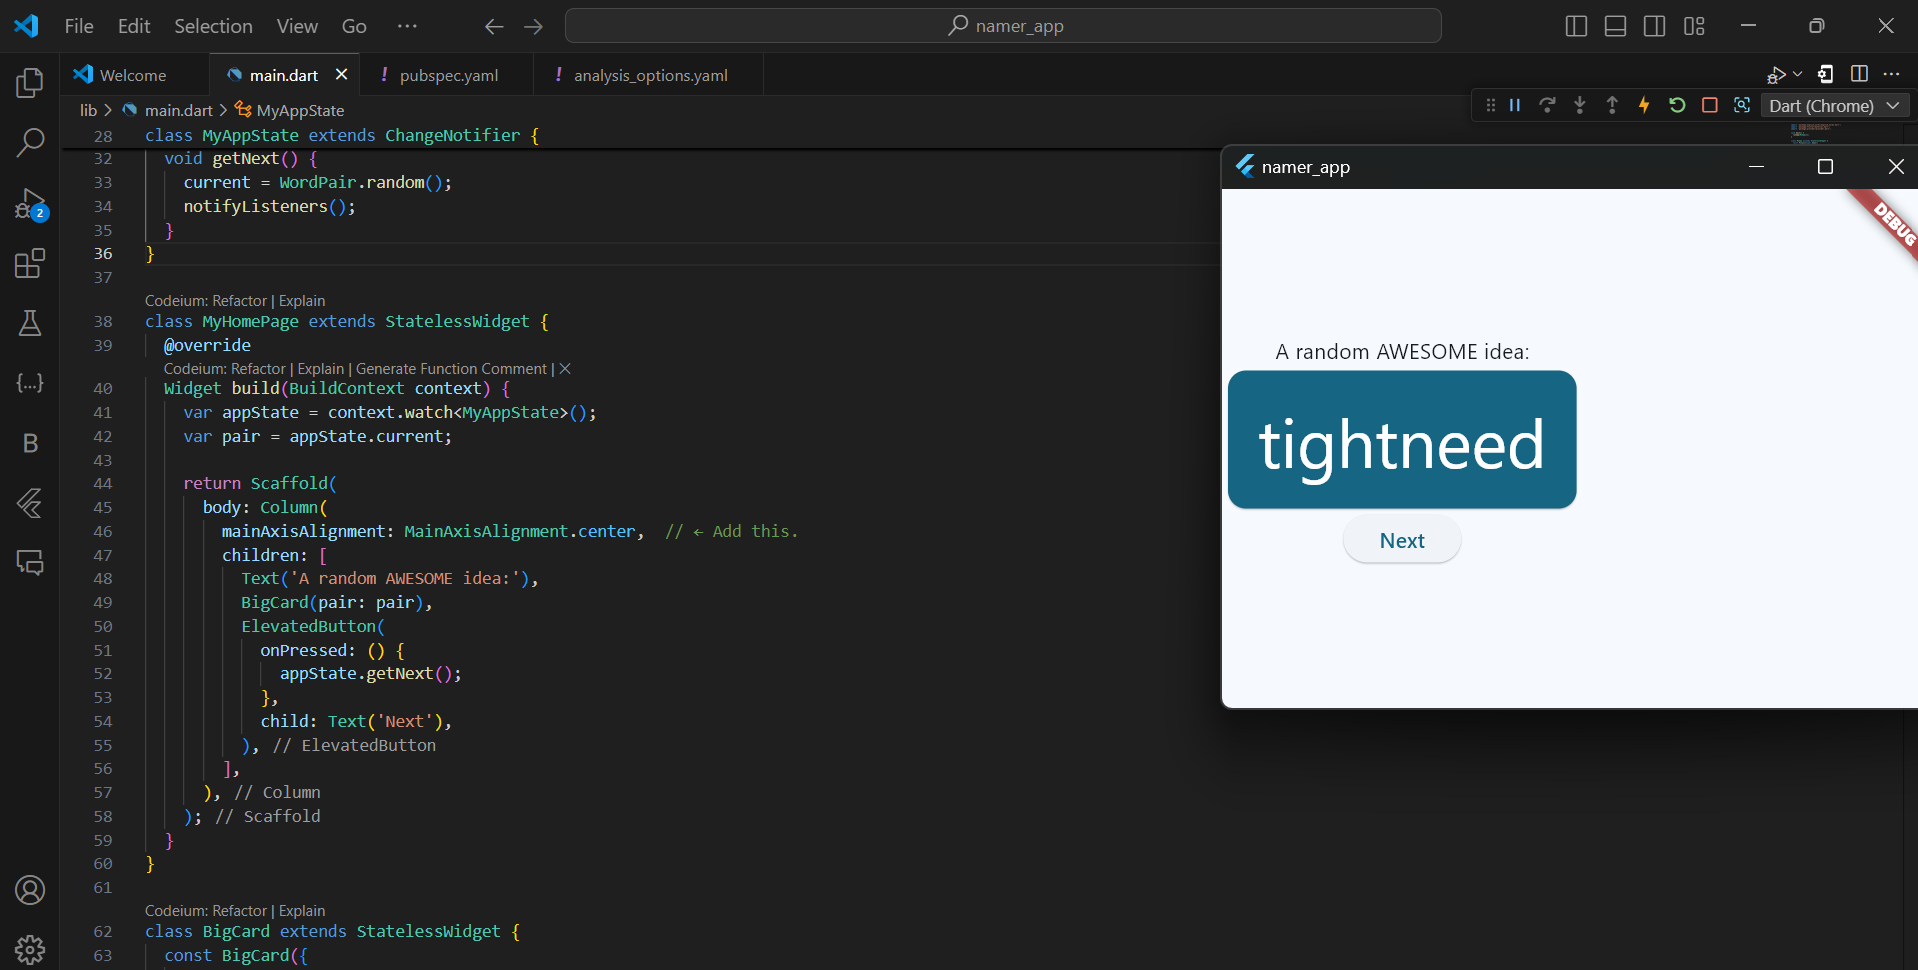 File Edit Selection View Go ··· namer_app
Welcome main.dart pubspec.yaml analysis_options.yaml
lib > main.dart > MyAppState
Dart (Chrome)
28 class MyAppState extends ChangeNotifier {
32 void getNext() {
33 current = WordPair.random();
34 notifyListeners();
35 }
36 }
37
Codeium: Refactor | Explain
38 class MyHomePage extends StatelessWidget {
39 @override
Codeium: Refactor | Explain | Generate Function Comment | ×
40 Widget build(BuildContext context) {
41 var appState = context.watch<MyAppState>();
42 var pair = appState.current;
43
44 return Scaffold(
45 body: Column(
46 mainAxisAlignment: MainAxisAlignment.center, // ← Add this.
47 children: [
48 Text('A random AWESOME idea:'),
49 BigCard(pair: pair),
50 ElevatedButton(
51 onPressed: () {
52 appState.getNext();
53 },
54 child: Text('Next'),
55 ), // ElevatedButton
56 ],
57 ), // Column
58 ); // Scaffold
59 }
60 }
61
Codeium: Refactor | Explain
62 class BigCard extends StatelessWidget {
63 const BigCard({
2
B
namer_app
DEBUG
A random AWESOME idea:
tightneed
Next